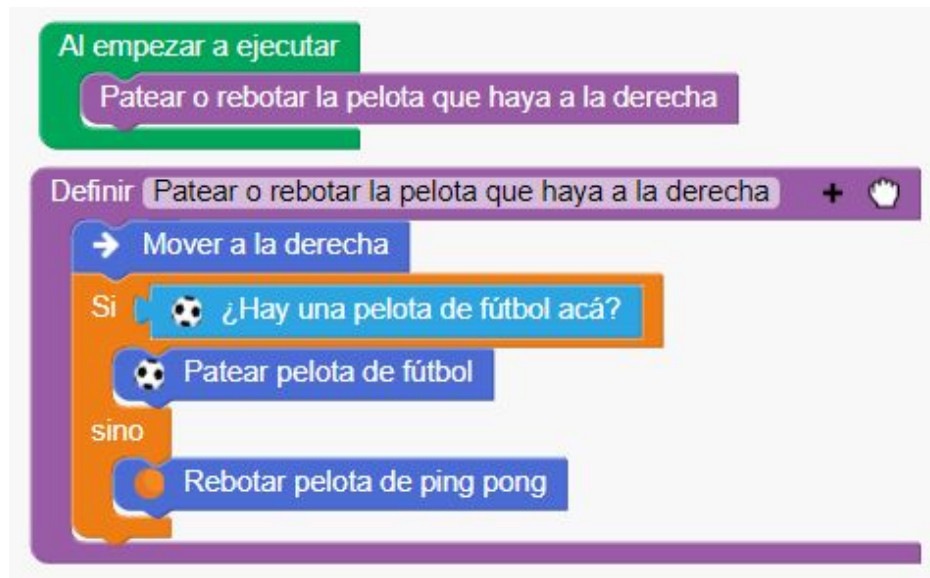 Al empezar a ejecutar
Patear o rebotar la pelota que haya a la derecha
Definir Patear o rebotar la pelota que haya a la derecha +
Mover a la derecha
Si ¿Hay una pelota de fútbol acá?
Patear pelota de fútbol
sino
Rebotar pelota de ping pong